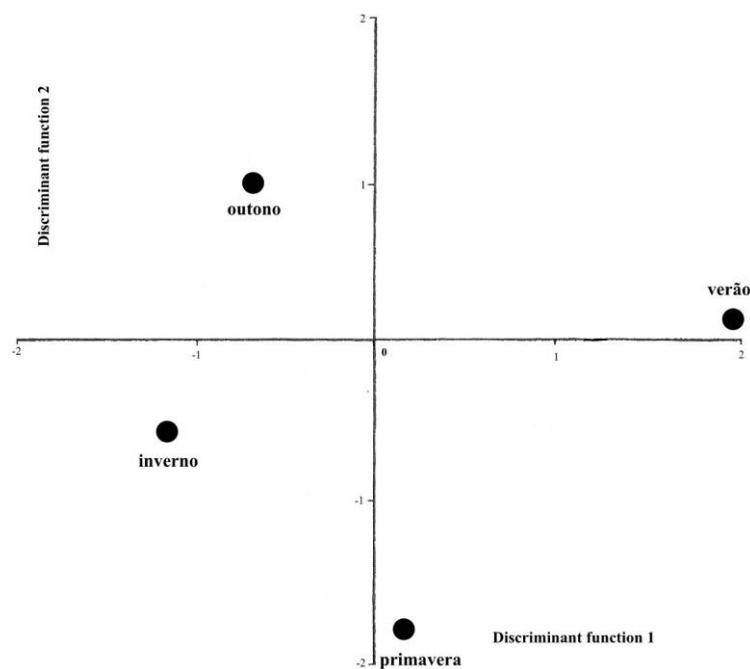 2
Discriminant function 2
1
outono
verão
-2
-1
0
1
2
inverno
-1
Discriminant function 1
primavera
-2